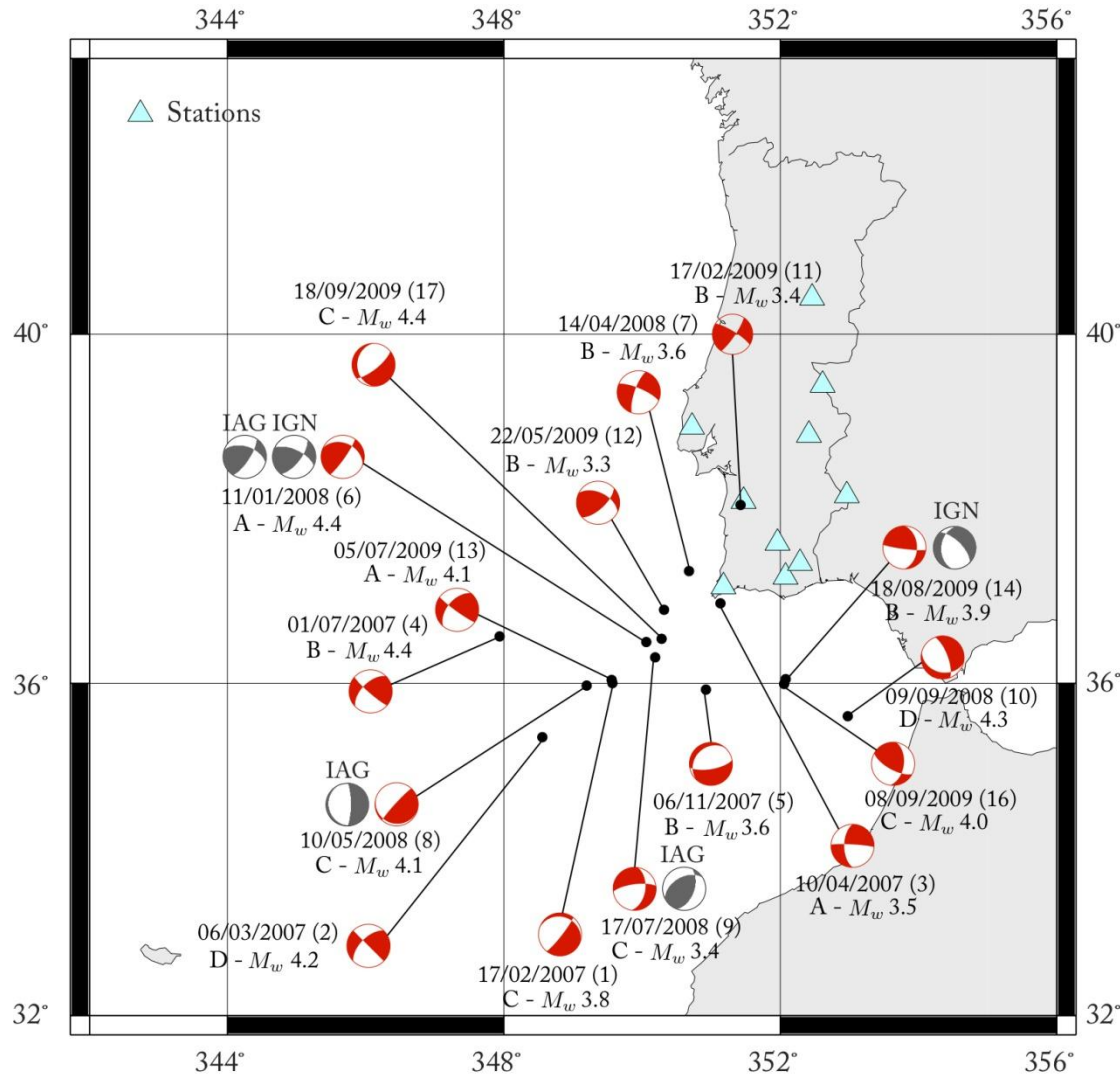 344° 348° 352° 356°
Stations
17/02/2009 (11)
B - Mw 3.4
18/09/2009 (17)
C - Mw 4.4
14/04/2008 (7)
B - Mw 3.6
40° 40°
IAG IGN
22/05/2009 (12)
B - Mw 3.3
11/01/2008 (6)
A - Mw 4.4
IGN
05/07/2009 (13)
A - Mw 4.1
18/08/2009 (14)
B - Mw 3.9
01/07/2007 (4)
B - Mw 4.4
36° 36°
09/09/2008 (10)
D - Mw 4.3
IAG
10/05/2008 (8)
C - Mw 4.1
06/11/2007 (5)
B - Mw 3.6
08/09/2009 (16)
C - Mw 4.0
IAG
10/04/2007 (3)
A - Mw 3.5
06/03/2007 (2)
D - Mw 4.2
17/07/2008 (9)
C - Mw 3.4
17/02/2007 (1)
C - Mw 3.8
32° 32°
344° 348° 352° 356°